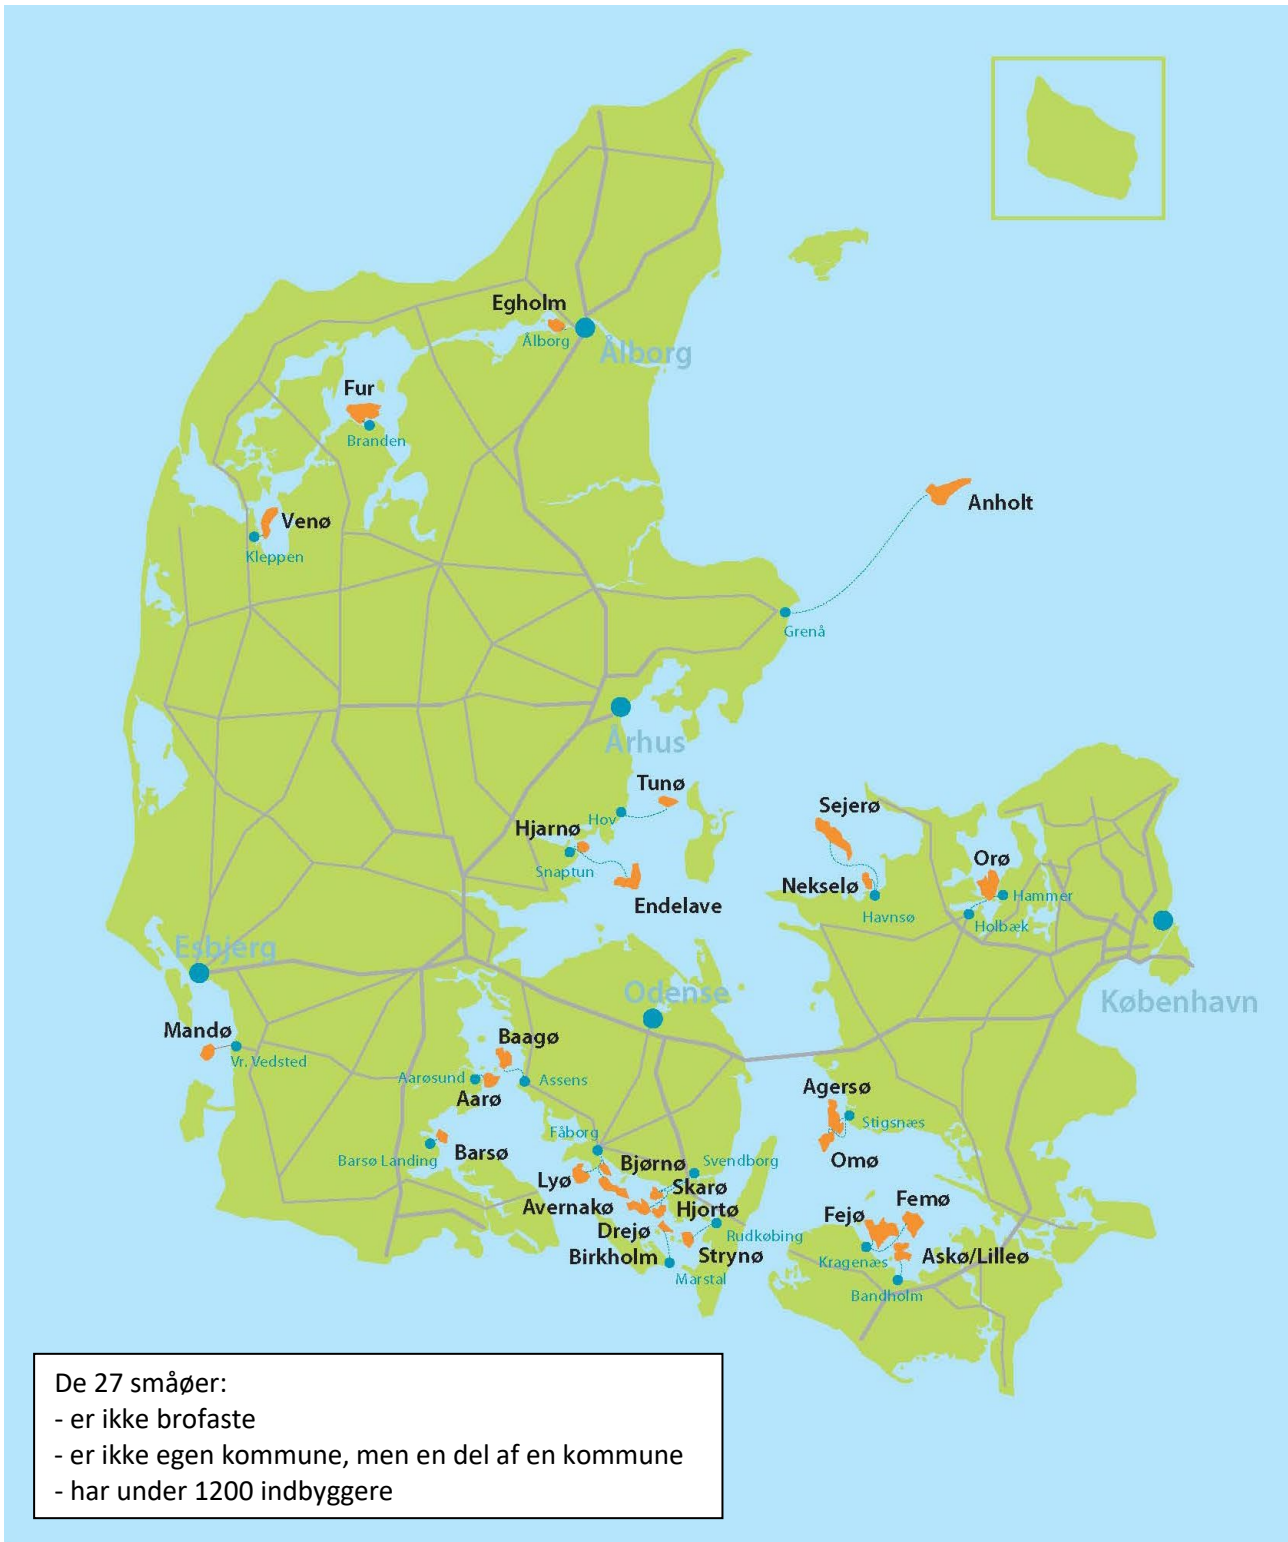 Egholm
Ålborg
Ålborg
Fur
Branden
Venø
Kleppen
Anholt
Grenå
Århus
Tunø
Hov
Hjarnø
Snaptun
Endelave
Sejerø
Nekselø
Havnsø
Orø
Hammer
Holbæk
København
Esbjerg
Odense
Mandø
Vr. Vedsted
Baagø
Aarøsund
Assens
Aarø
Barsø
Barsø Landing
Fåborg
Bjørnø
Svendborg
Lyø
Skarø
Avernakø
Hjortø
Drejø
Rudkøbing
Birkholm
Strynø
Marstal
Agersø
Stigsnæs
Omø
Femø
Fejø
Kragenæs
Askø/Lilleø
Bandholm
De 27 småøer:
- er ikke brofaste
- er ikke egen kommune, men en del af en kommune
- har under 1200 indbyggere